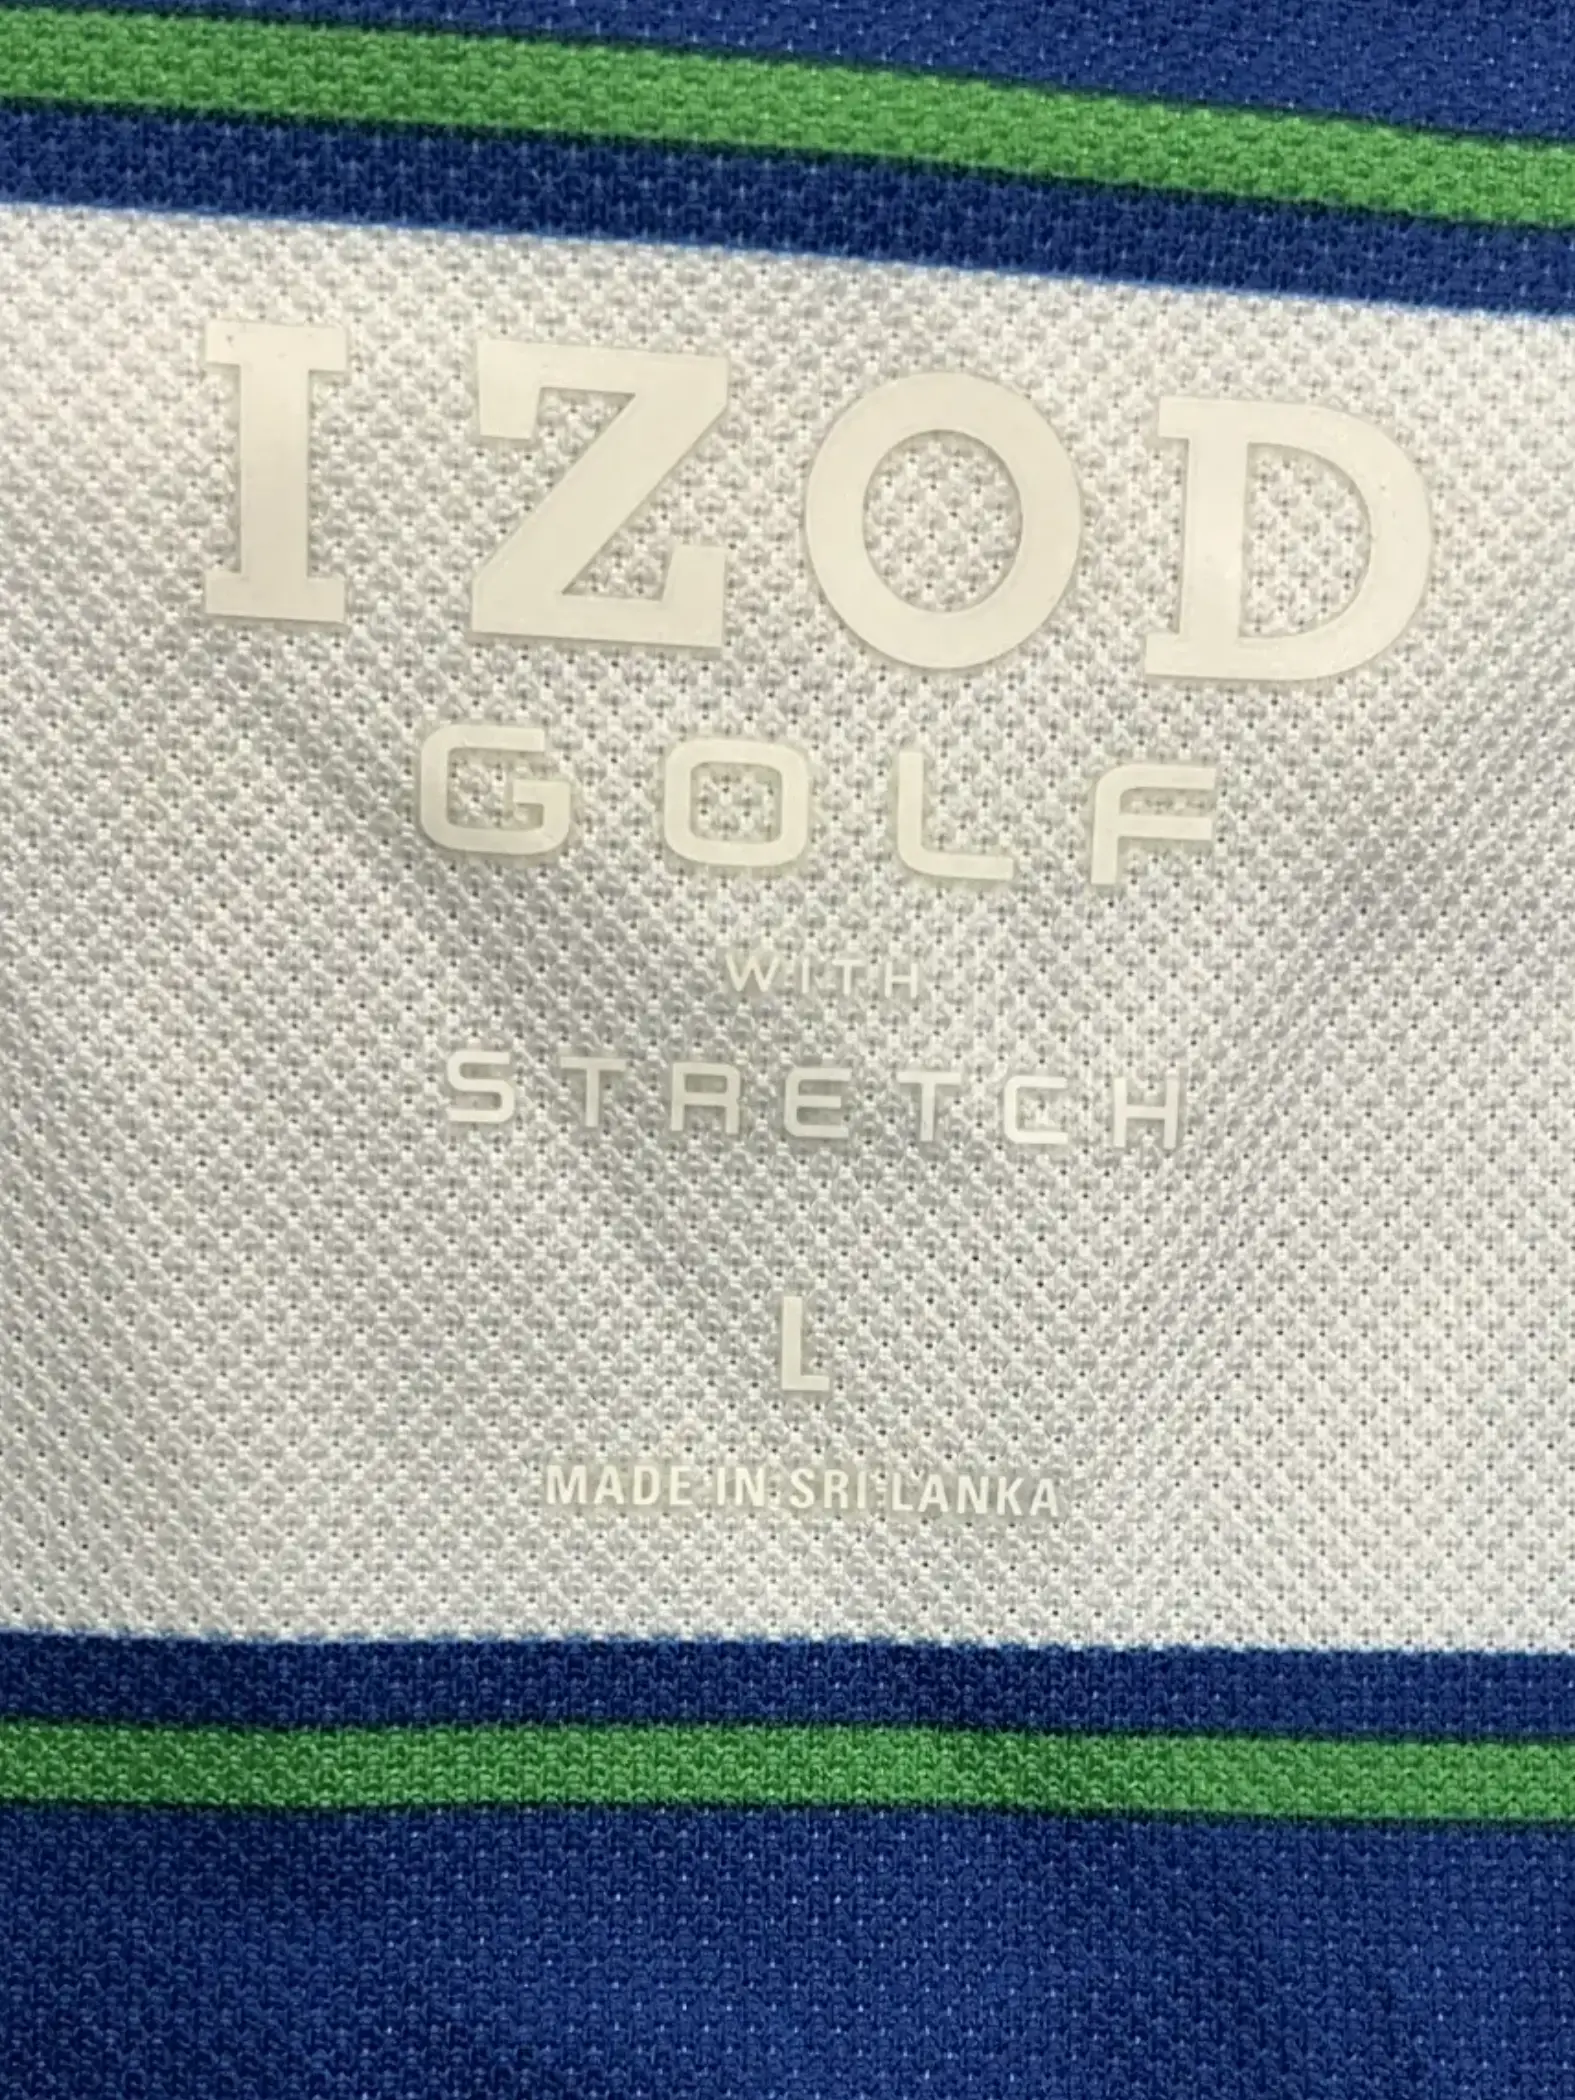 IZOD
GOLF
WITH
STRETCH
L
MADE IN SRI LANKA